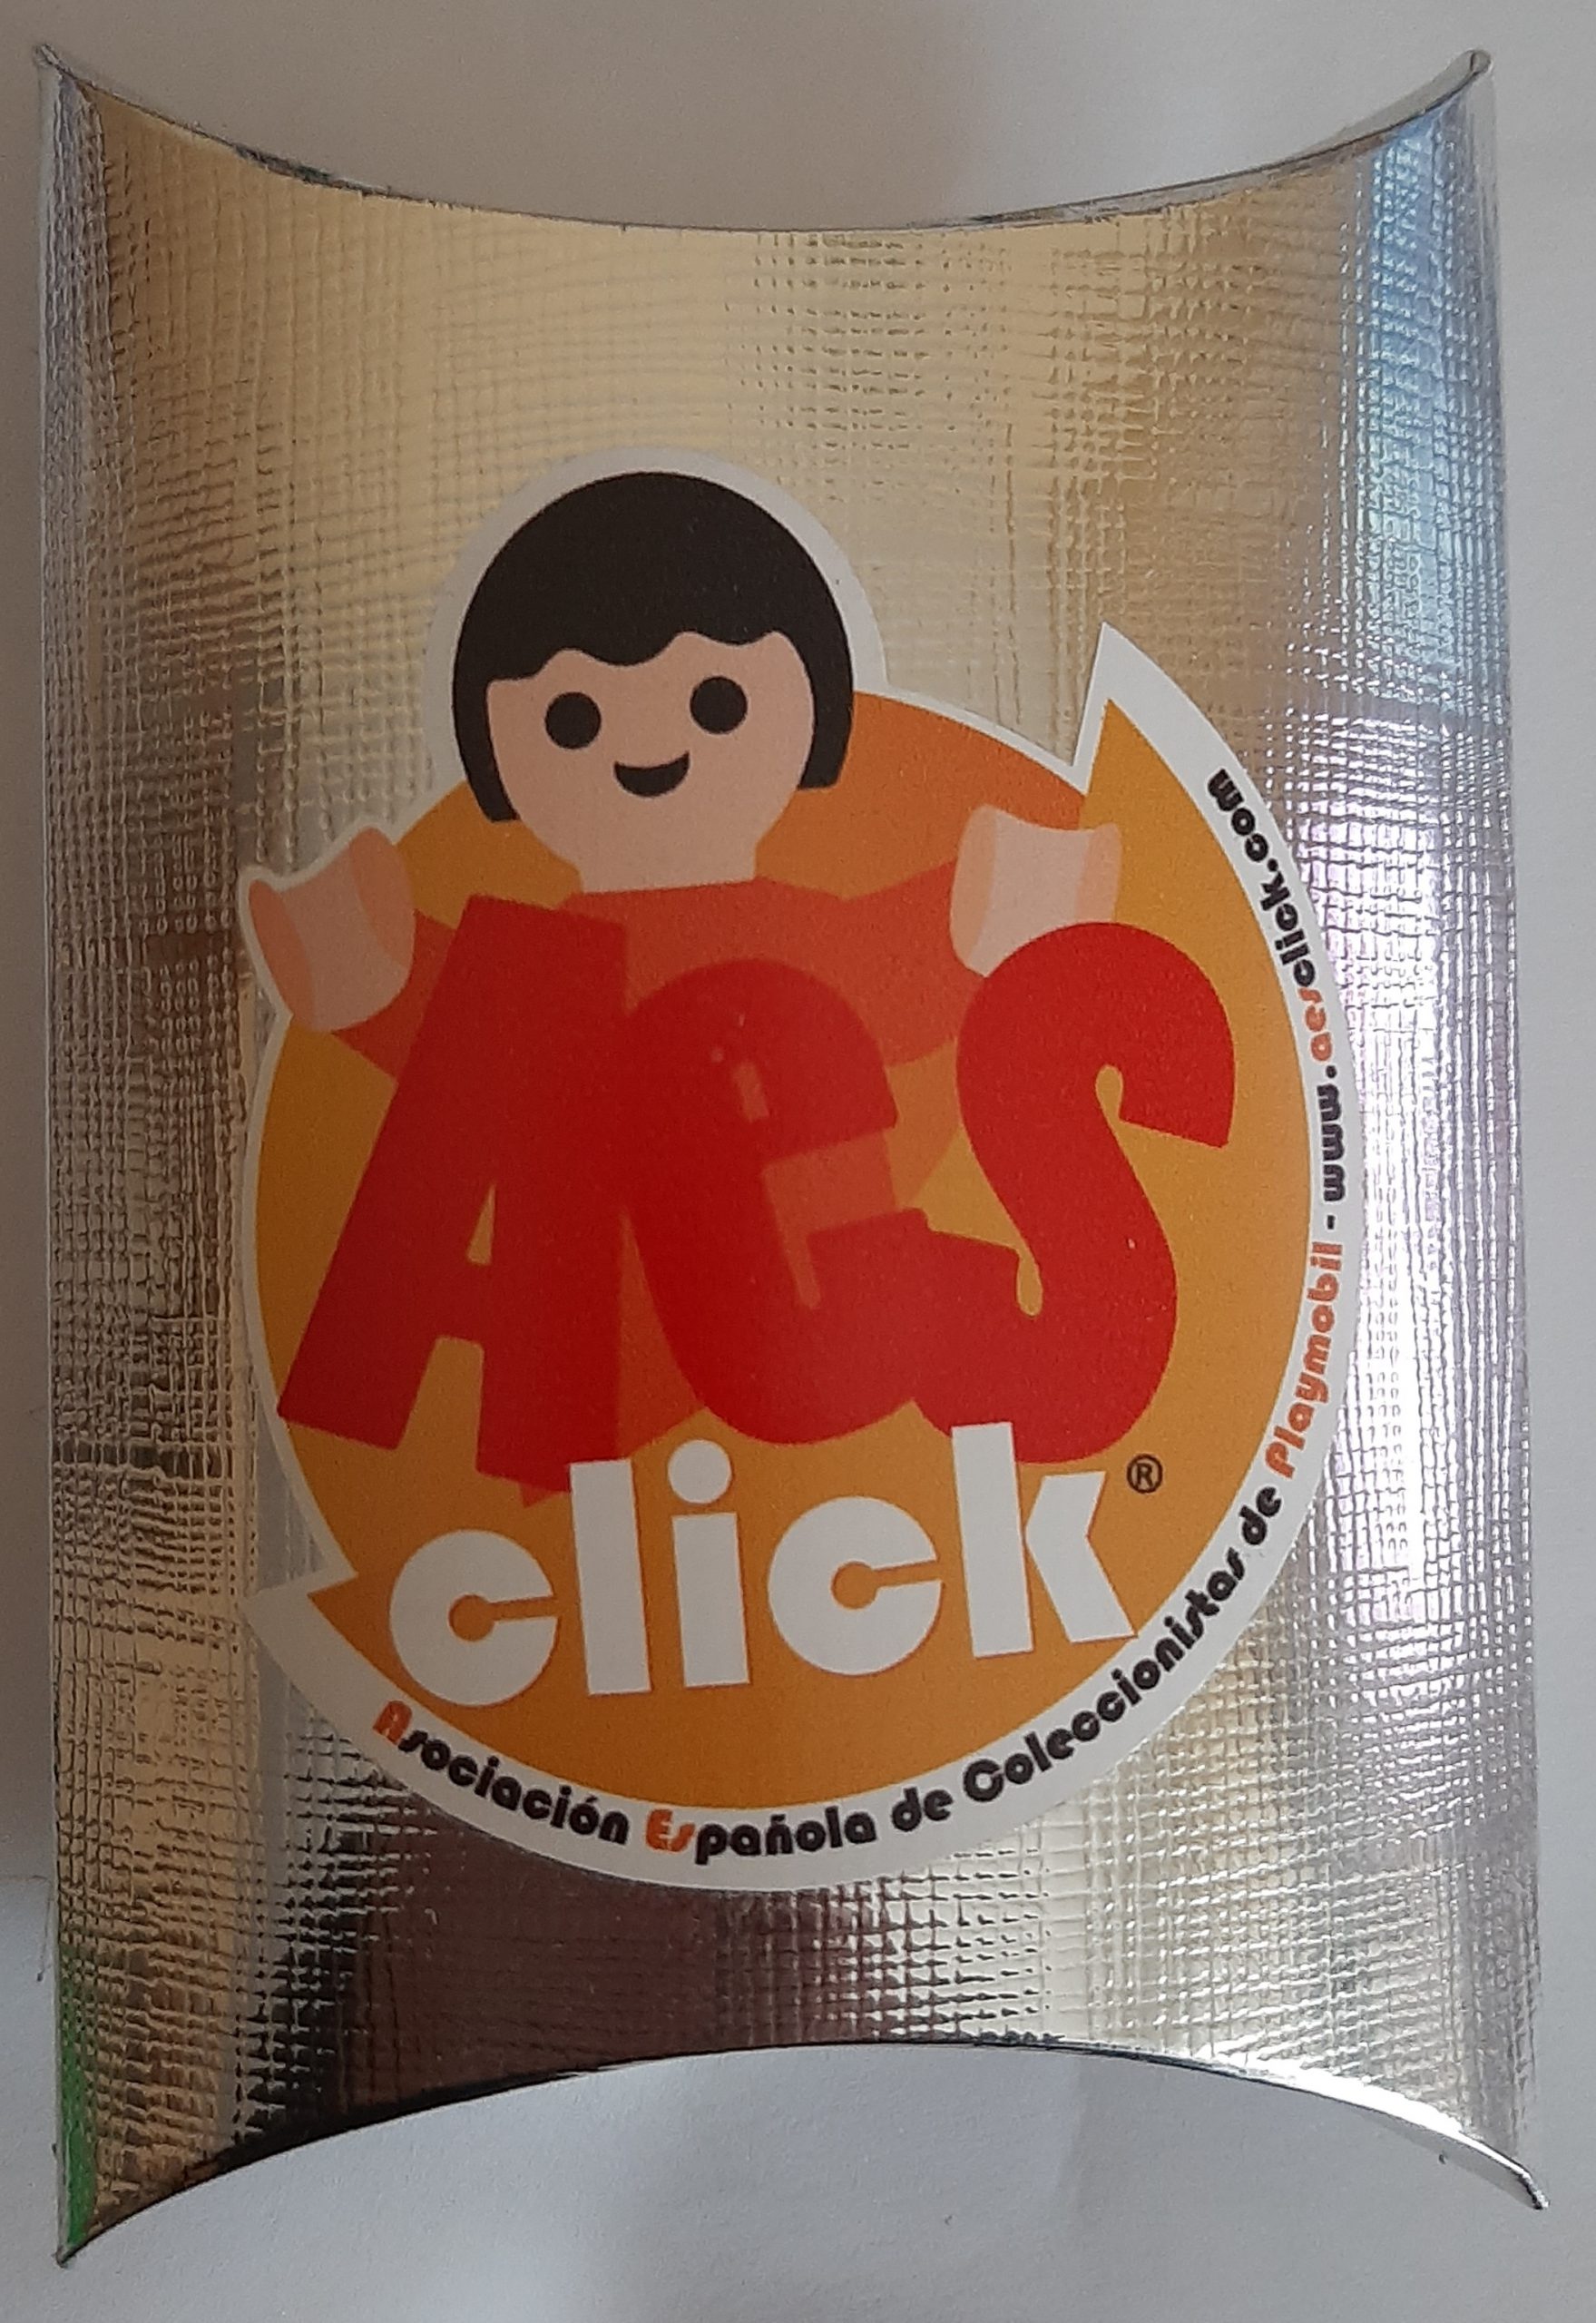 AeS
click®
Asociación Española de Coleccionistas de Playmobil - www.aesclick.com